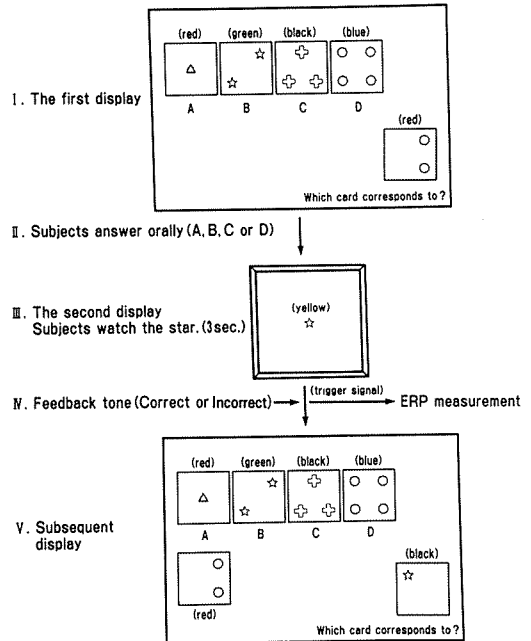 (red) (green) (black) (blue)
I. The first display
A B C D
(red)
Which card corresponds to?
II. Subjects answer orally (A, B, C or D)
III. The second display
Subjects watch the star. (3sec.)
(yellow)
IV. Feedback tone (Correct or Incorrect)
(trigger signal)
ERP measurement
(red) (green) (black) (blue)
V. Subsequent
display
A B C D
(black)
(red)
Which card corresponds to?